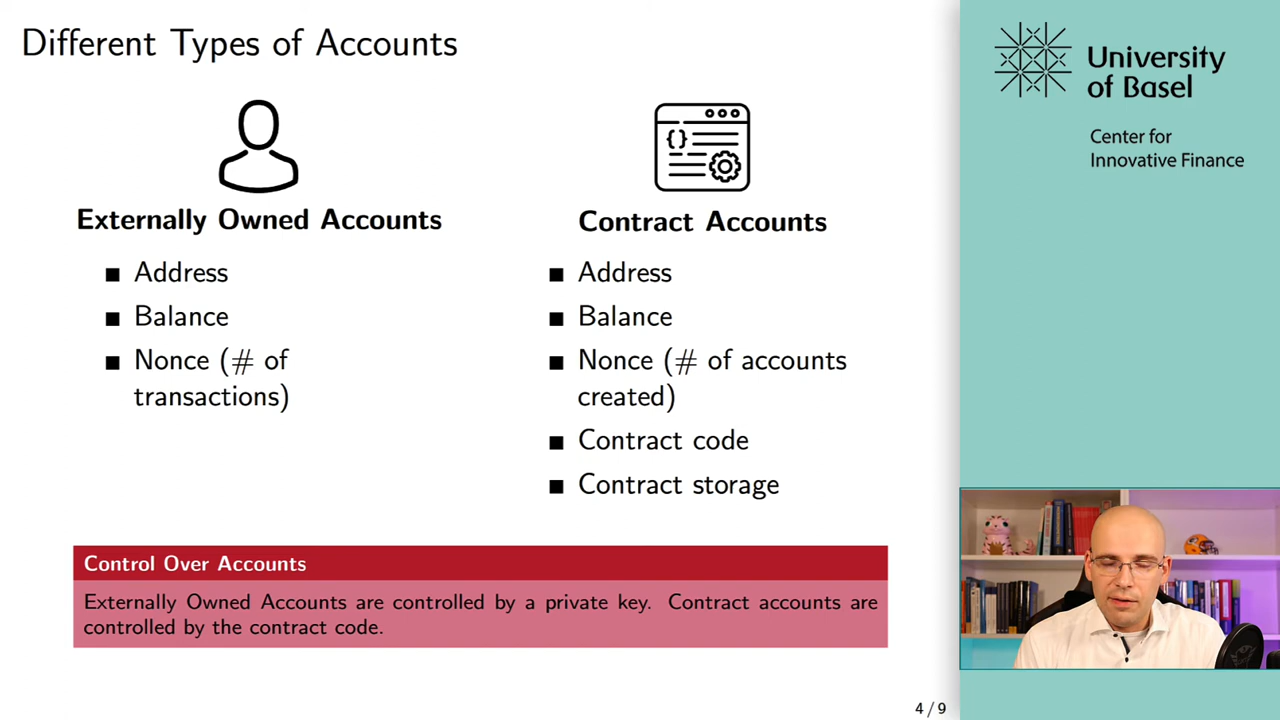 Different Types of Accounts
Externally Owned Accounts
■ Address
■ Balance
■ Nonce (# of
transactions)
Contract Accounts
■ Address
■ Balance
■ Nonce (# of accounts
created)
■ Contract code
■ Contract storage
Control Over Accounts
Externally Owned Accounts are controlled by a private key. Contract accounts are
controlled by the contract code.
4 / 9
University
of Basel
Center for
Innovative Finance